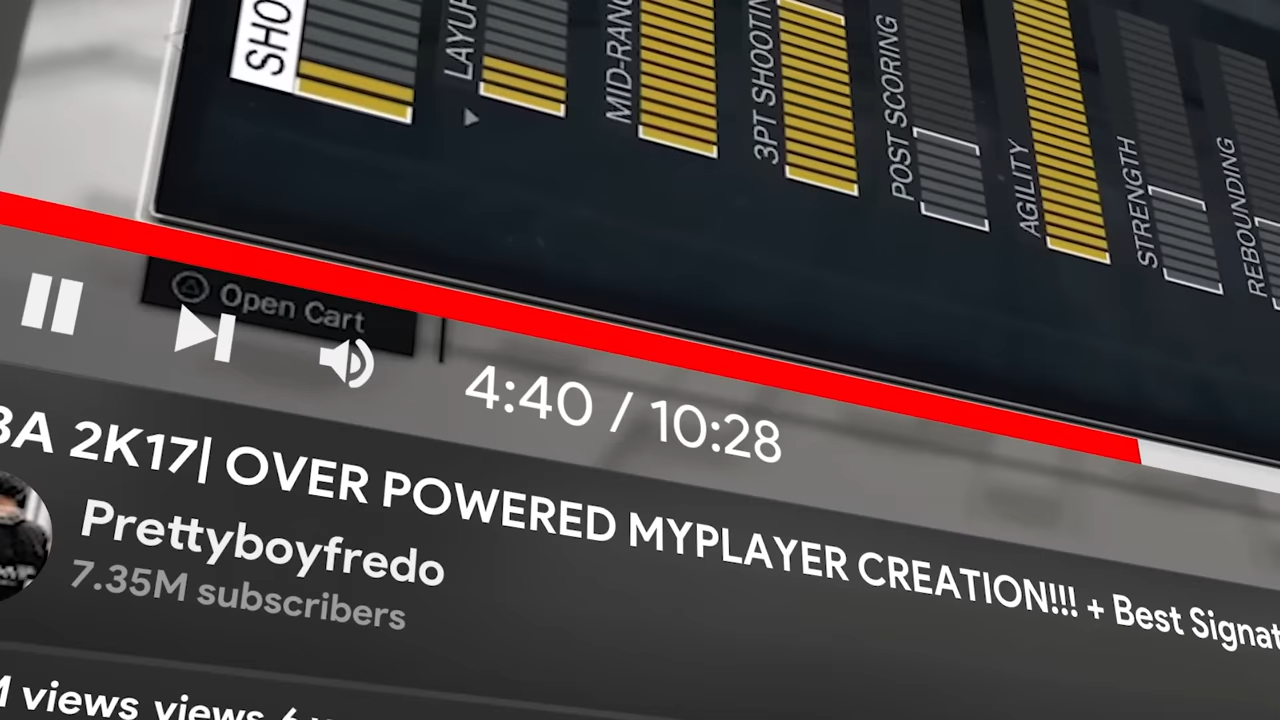 LAYUP
MID-RANG
3PT SHOOTIN
POST SCORING
AGILITY
STRENGTH
REBOUNDING
SHO
Open Cart
4:40 / 10:28
BA 2K17| OVER POWERED MYPLAYER CREATION!!! + Best Signat
Prettyboyfredo
7.35M subscribers
M views views